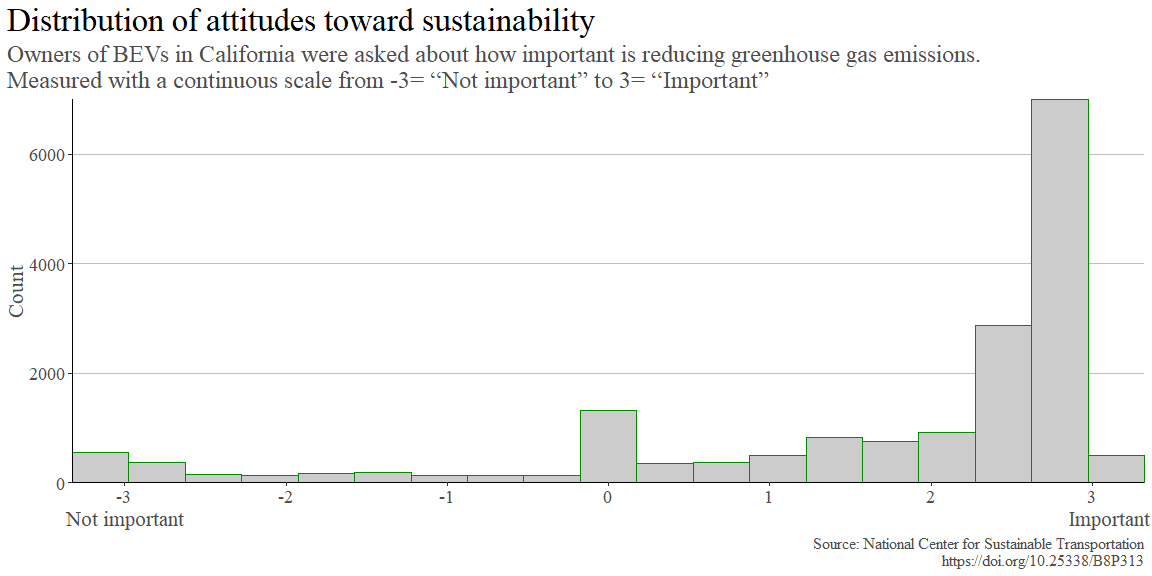 Distribution of attitudes toward sustainability
Owners of BEVs in California were asked about how important is reducing greenhouse gas emissions.
Measured with a continuous scale from -3= “Not important” to 3= “Important”
Count
6000
4000
2000
0
-3 -2 -1 0 1 2 3
Not important Important
Source: National Center for Sustainable Transportation
https://doi.org/10.25338/B8P313